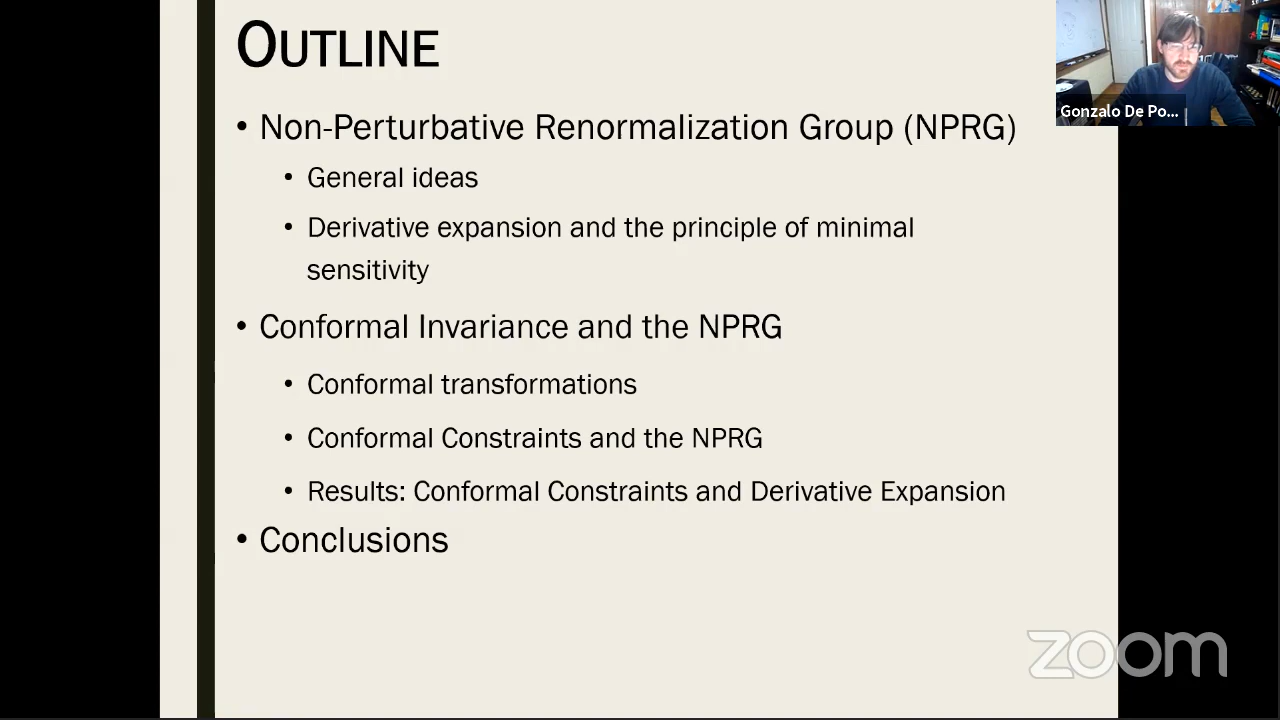 OUTLINE
• Non-Perturbative Renormalization Group (NPRG)
• General ideas
• Derivative expansion and the principle of minimal
sensitivity
• Conformal Invariance and the NPRG
• Conformal transformations
• Conformal Constraints and the NPRG
• Results: Conformal Constraints and Derivative Expansion
• Conclusions
Gonzalo De Po...
zoom